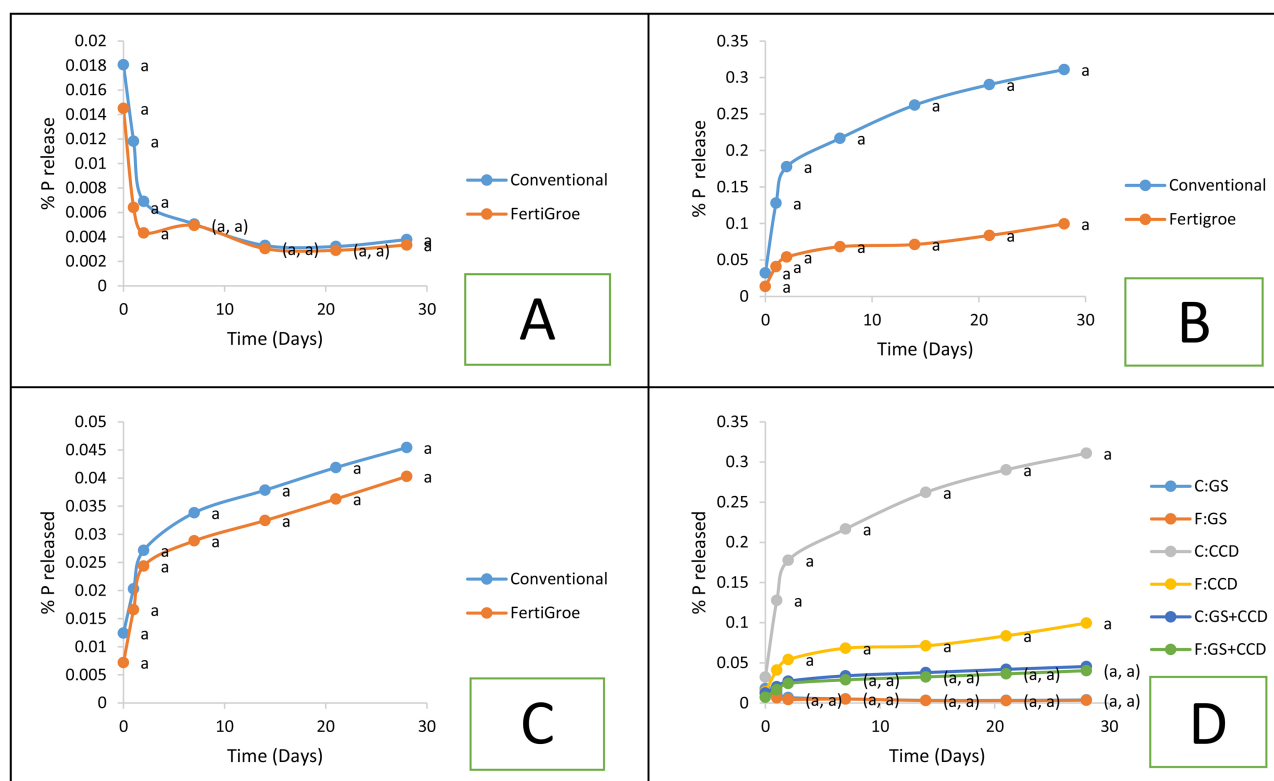 0.02
0.018
0.016
0.014
0.012
0.01
0.008
0.006
0.004
0.002
0
% P release
a
a
a
a
a
a
(a, a)
(a, a)
(a, a)
a
a
0
10
20
30
Time (Days)
Conventional
FertiGroe
A
0.35
0.3
0.25
0.2
0.15
0.1
0.05
0
% P release
a
a
a
a
a
a
a
a
a
a
a
a
a
a
0
10
20
30
Time (Days)
Conventional
Fertigroe
B
0.05
0.045
0.04
0.035
0.03
0.025
0.02
0.015
0.01
0.005
0
% P released
a
a
a
a
a
a
a
a
a
a
a
a
a
a
0
10
20
30
Time (Days)
Conventional
FertiGroe
C
0.35
0.3
0.25
0.2
0.15
0.1
0.05
0
% P released
a
a
a
a
a
a
a
a
a
a
a
(a, a)
(a, a)
(a, a)
(a, a)
(a, a)
(a, a)
(a, a)
(a, a)
(a, a)
0
10
20
30
Time (Days)
C:GS
F:GS
C:CCD
F:CCD
C:GS+CCD
F:GS+CCD
D